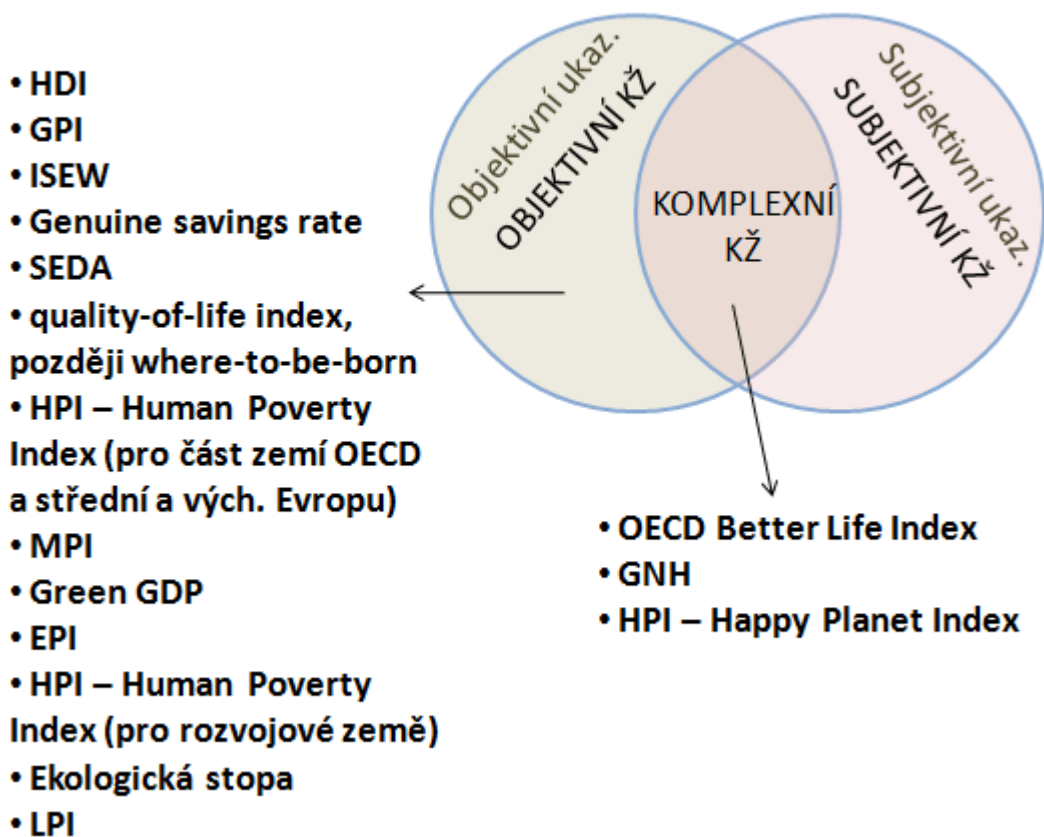 Objektivní ukaz.
OBJEKTIVNÍ KŽ
KOMPLEXNÍ
KŽ
Subjektivní ukaz.
SUBJEKTIVNÍ KŽ
• HDI
• GPI
• ISEW
• Genuine savings rate
• SEDA
• quality-of-life index,
později where-to-be-born
• HPI – Human Poverty
Index (pro část zemí OECD
a střední a vých. Evropu)
• MPI
• Green GDP
• EPI
• HPI – Human Poverty
Index (pro rozvojové země)
• Ekologická stopa
• LPI
• OECD Better Life Index
• GNH
• HPI – Happy Planet Index